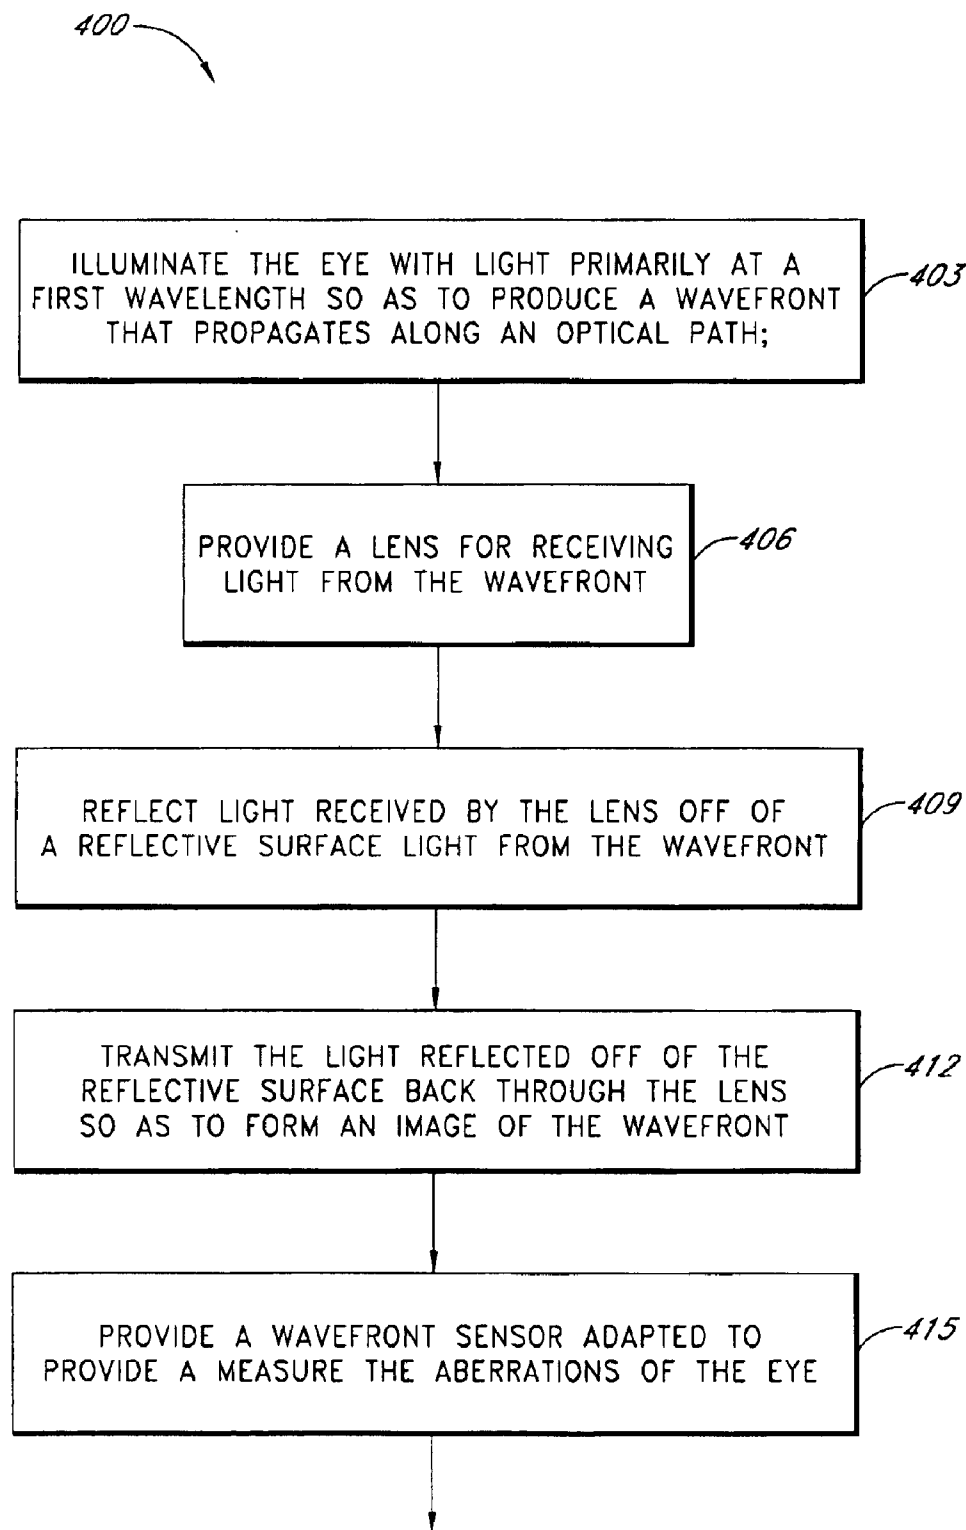 400
ILLUMINATE THE EYE WITH LIGHT PRIMARILY AT A
FIRST WAVELENGTH SO AS TO PRODUCE A WAVEFRONT
THAT PROPAGATES ALONG AN OPTICAL PATH;
403
PROVIDE A LENS FOR RECEIVING
LIGHT FROM THE WAVEFRONT
406
REFLECT LIGHT RECEIVED BY THE LENS OFF OF
A REFLECTIVE SURFACE LIGHT FROM THE WAVEFRONT
409
TRANSMIT THE LIGHT REFLECTED OFF OF THE
REFLECTIVE SURFACE BACK THROUGH THE LENS
SO AS TO FORM AN IMAGE OF THE WAVEFRONT
412
PROVIDE A WAVEFRONT SENSOR ADAPTED TO
PROVIDE A MEASURE THE ABERRATIONS OF THE EYE
415